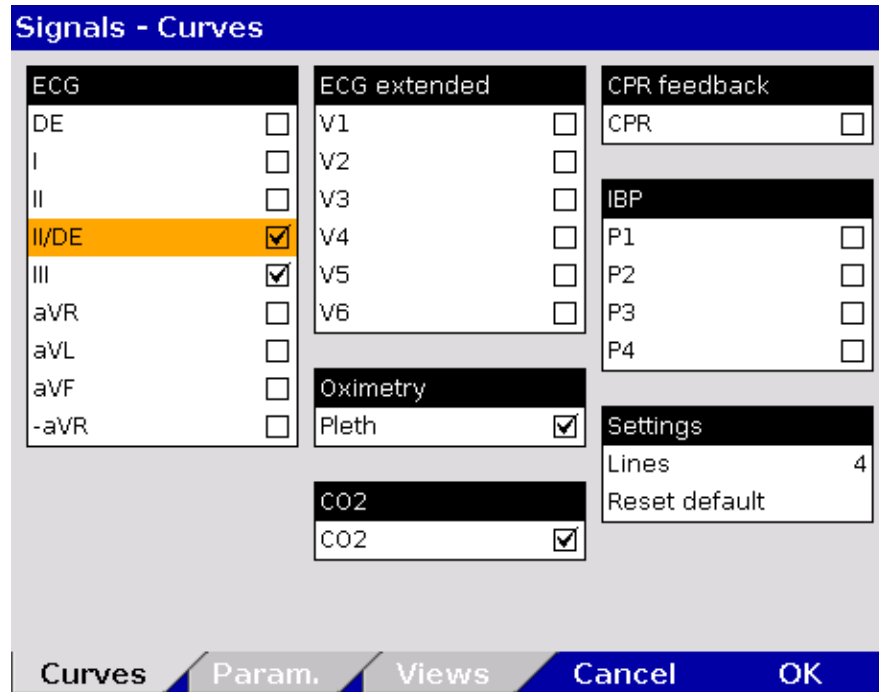 Signals - Curves
ECG
DE
I
II
II/DE
III
aVR
aVL
aVF
-aVR
ECG extended
V1
V2
V3
V4
V5
V6
Oximetry
Pleth
CO2
CO2
CPR feedback
CPR
IBP
P1
P2
P3
P4
Settings
Lines 4
Reset default
Curves Param. Views Cancel OK